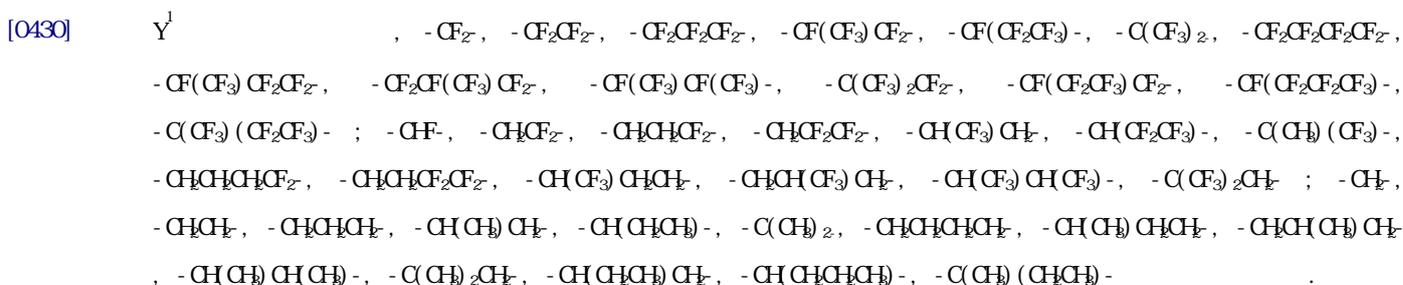 [0430] Y¹ , -CF₂-, -CF₂CF₂-, -CF₂CF₂CF₂-, -CF(CF₃)CF₂-, -CF(CF₂CF₃)-, -C(CF₃)₂-, -CF₂CF₂CF₂CF₂-,
-CF(CF₃)CF₂CF₂-, -CF₂CF(CF₃)CF₂-, -CF(CF₃)CF(CF₃)-, -C(CF₃)₂CF₂-, -CF(CF₂CF₃)CF₂-, -CF(CF₂CF₂CF₃)-,
-C(CF₃)(CF₂CF₃)- ; -CHF-, -CH₂CF₂-, -CH₂CH₂CF₂-, -CH₂CF₂CF₂-, -CH(CF₃)CH₂-, -CH(CF₂CF₃)-, -C(CH₃)(CF₃)-,
-CH₂CH₂CH₂CF₂-, -CH₂CH₂CF₂CF₂-, -CH(CF₃)CH₂CH₂-, -CH₂CH(CF₃)CH₂-, -CH(CF₃)CH(CF₃)-, -C(CF₃)₂CH₂- ; -CH₂-,
-CH₂CH₂-, -CH₂CH₂CH₂-, -CH(CH₃)CH₂-, -CH(CH₂CH₃)-, -C(CH₃)₂-, -CH₂CH₂CH₂CH₂-, -CH(CH₃)CH₂CH₂-, -CH₂CH(CH₃)CH₂-
, -CH(CH₃)CH(CH₃)-, -C(CH₃)₂CH₂-, -CH(CH₂CH₃)CH₂-, -CH(CH₂CH₂CH₃)-, -C(CH₃)(CH₂CH₃)- .